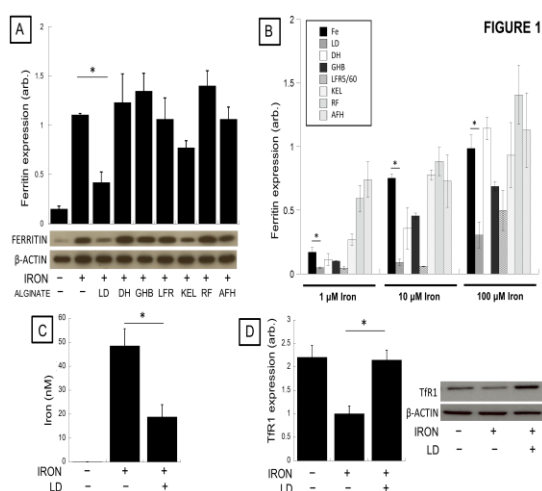 FIGURE 1
A
Ferritin expression (arb.)
2
1.5
1
0.5
0
*
FERRITIN
β-ACTIN
IRON – + + + + + + + +
ALGINATE – – LD DH GHB LFR KEL RF AFH
B
Ferritin expression (arb.)
2
1.5
1
0.5
0
Fe
LD
DH
GHB
LFR5/60
KEL
RF
AFH
* * *
1 μM Iron 10 μM Iron 100 μM Iron
C
Iron (nM)
60
50
40
30
20
10
0
*
IRON – + +
LD – – +
D
TfR1 expression (arb.)
3
2.5
2
1.5
1
0.5
0
*
IRON – + +
LD – – +
TfR1
β-ACTIN
IRON – + +
LD – – +